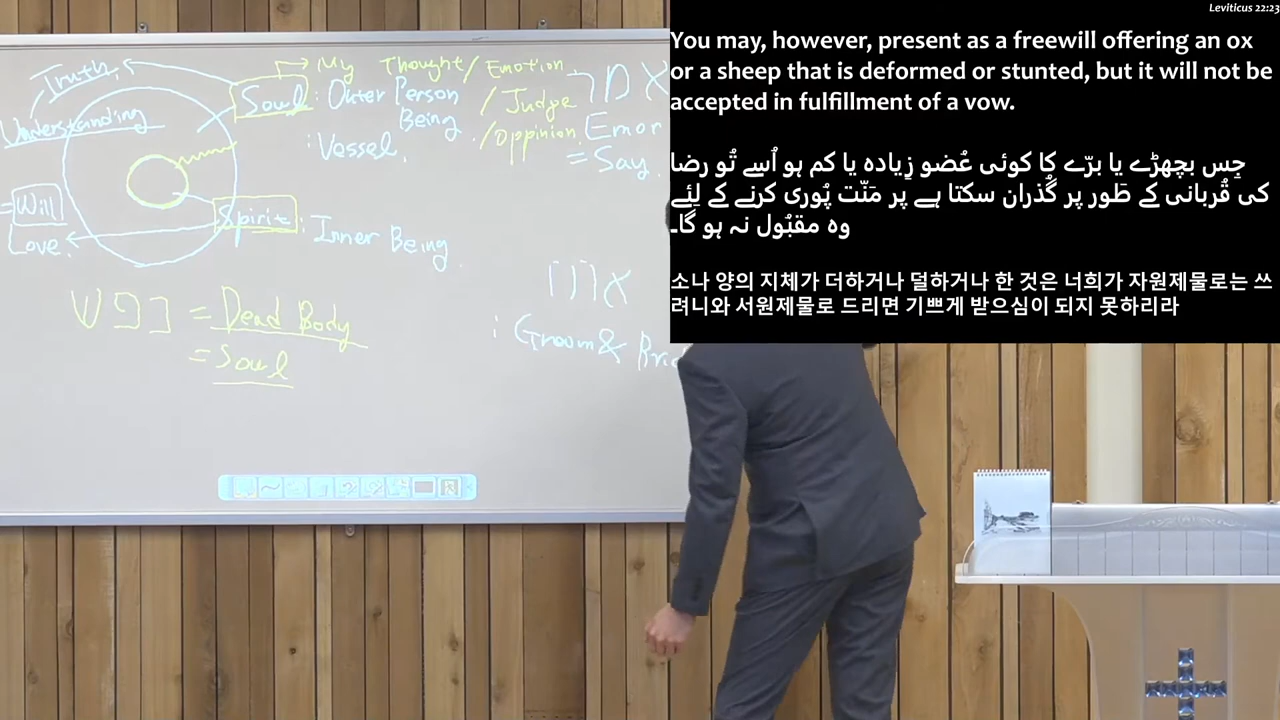 Leviticus 22:23
You may, however, present as a freewill offering an ox
or a sheep that is deformed or stunted, but it will not be
accepted in fulfillment of a vow.
جِس بچھڑے یا برّے کا کوئی عُضو زِیادہ یا کم ہو اُسے تُو رضا
کی قُربانی کے طَور پر گُذران سکتا ہے پر مَنّت پُوری کرنے کے لِئے
وہ مقبُول نہ ہو گا۔
소나 양의 지체가 더하거나 덜하거나 한 것은 너희가 자원제물로는 쓰
려니와 서원제물로 드리면 기쁘게 받으심이 되지 못하리라
Truth
Understanding
= Will
Love
Soul : Outer Person
Being
: Vessel.
→ My Thought / Emotion
/ Judge
/ oppinion
Spirit : Inner Being
נפש = Dead Body
= Soul
אמר
Emor
= Say
: Groom &